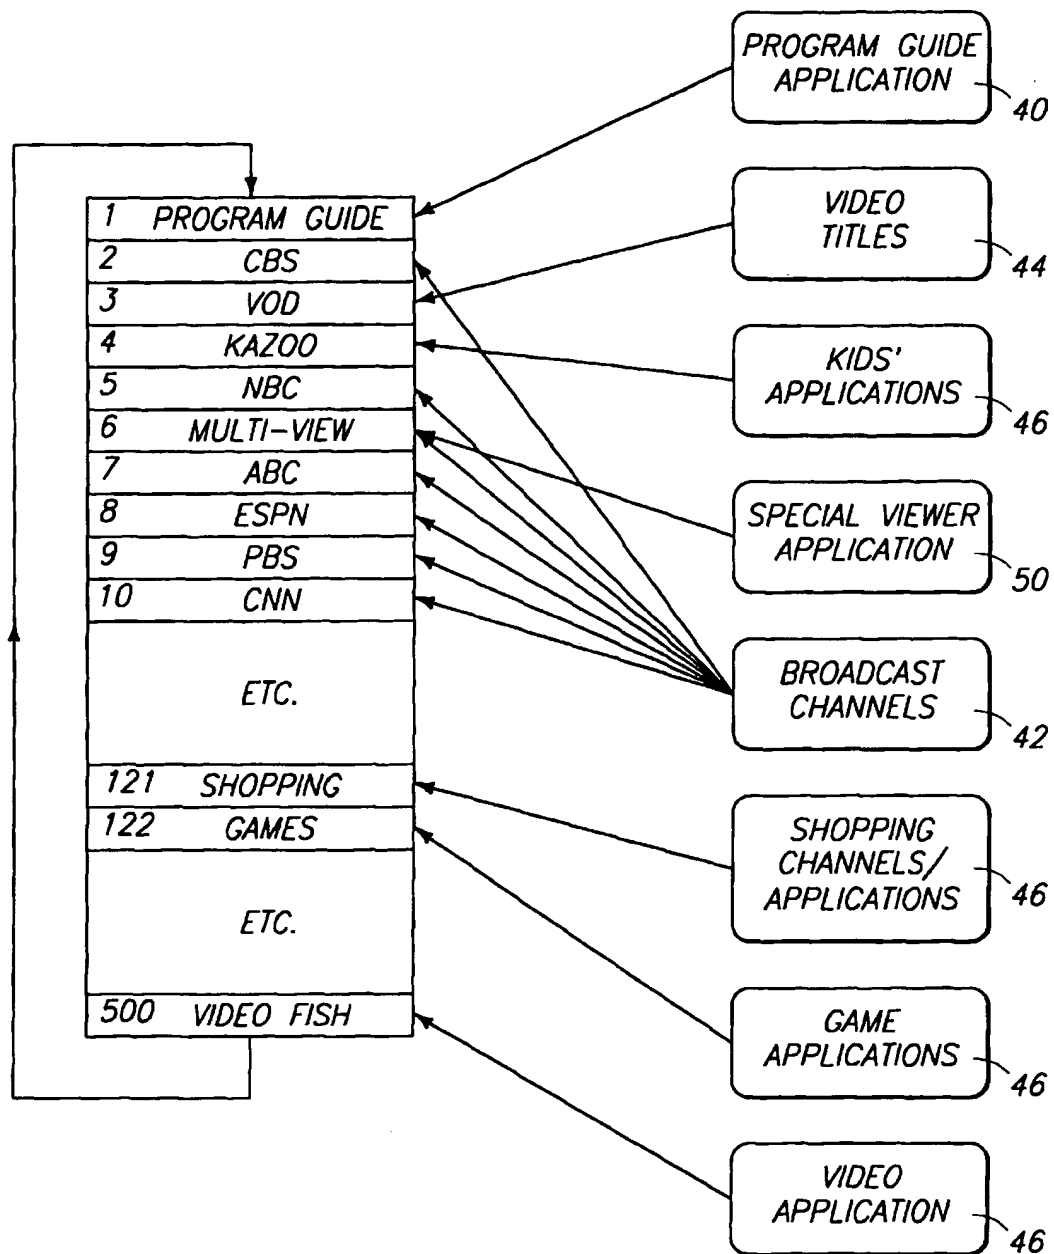 1 PROGRAM GUIDE
2 CBS
3 VOD
4 KAZOO
5 NBC
6 MULTI-VIEW
7 ABC
8 ESPN
9 PBS
10 CNN
ETC.
121 SHOPPING
122 GAMES
ETC.
500 VIDEO FISH
PROGRAM GUIDE
APPLICATION
40
VIDEO
TITLES
44
KIDS'
APPLICATIONS
46
SPECIAL VIEWER
APPLICATION
50
BROADCAST
CHANNELS
42
SHOPPING
CHANNELS/
APPLICATIONS
46
GAME
APPLICATIONS
46
VIDEO
APPLICATION
46